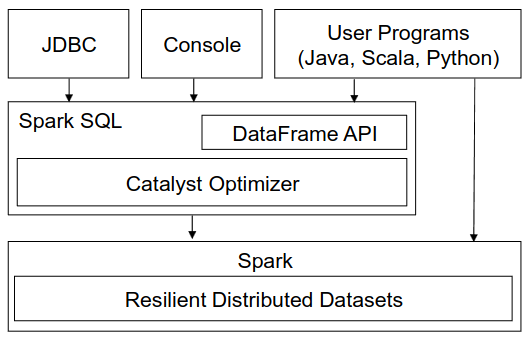 JDBC
Console
User Programs
(Java, Scala, Python)
Spark SQL
DataFrame API
Catalyst Optimizer
Spark
Resilient Distributed Datasets